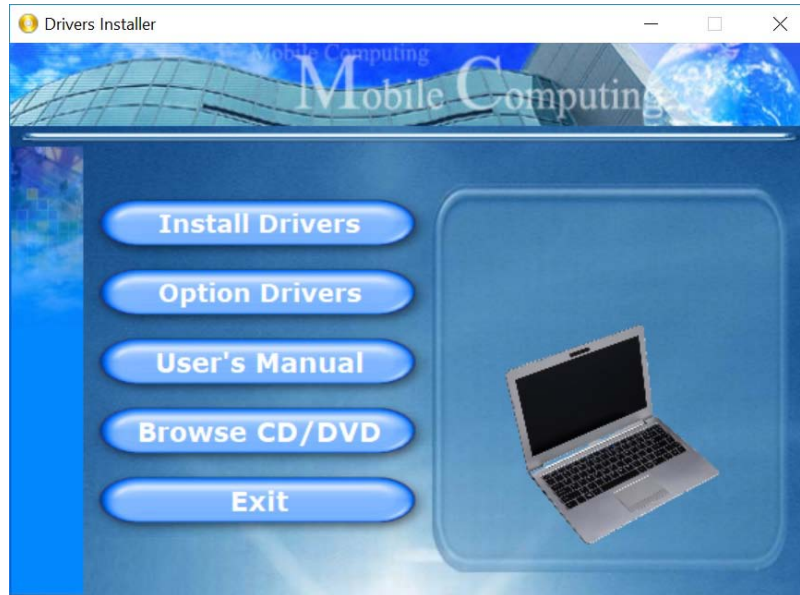 Drivers Installer
Mobile Computing
Mobile Computing
Install Drivers
Option Drivers
User's Manual
Browse CD/DVD
Exit